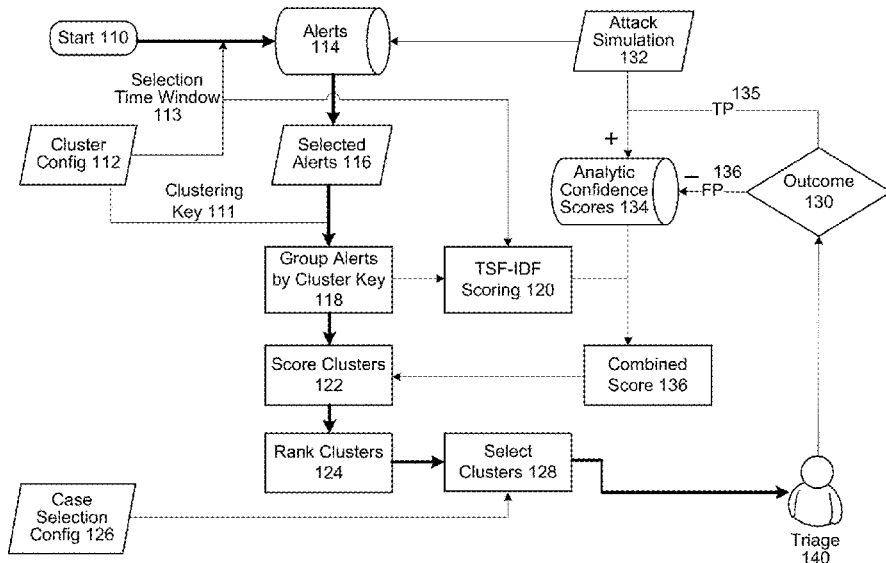 Start 110
Alerts
114
Attack
Simulation
132
Selection
Time Window
113
135
TP
Cluster
Config 112
Selected
Alerts 116
+
Analytic
Confidence
Scores 134
–
136
FP
Outcome
130
Clustering
Key 111
Group Alerts
by Cluster Key
118
TSF-IDF
Scoring 120
Score Clusters
122
Combined
Score 136
Rank Clusters
124
Select
Clusters 128
Case
Selection
Config 126
Triage
140